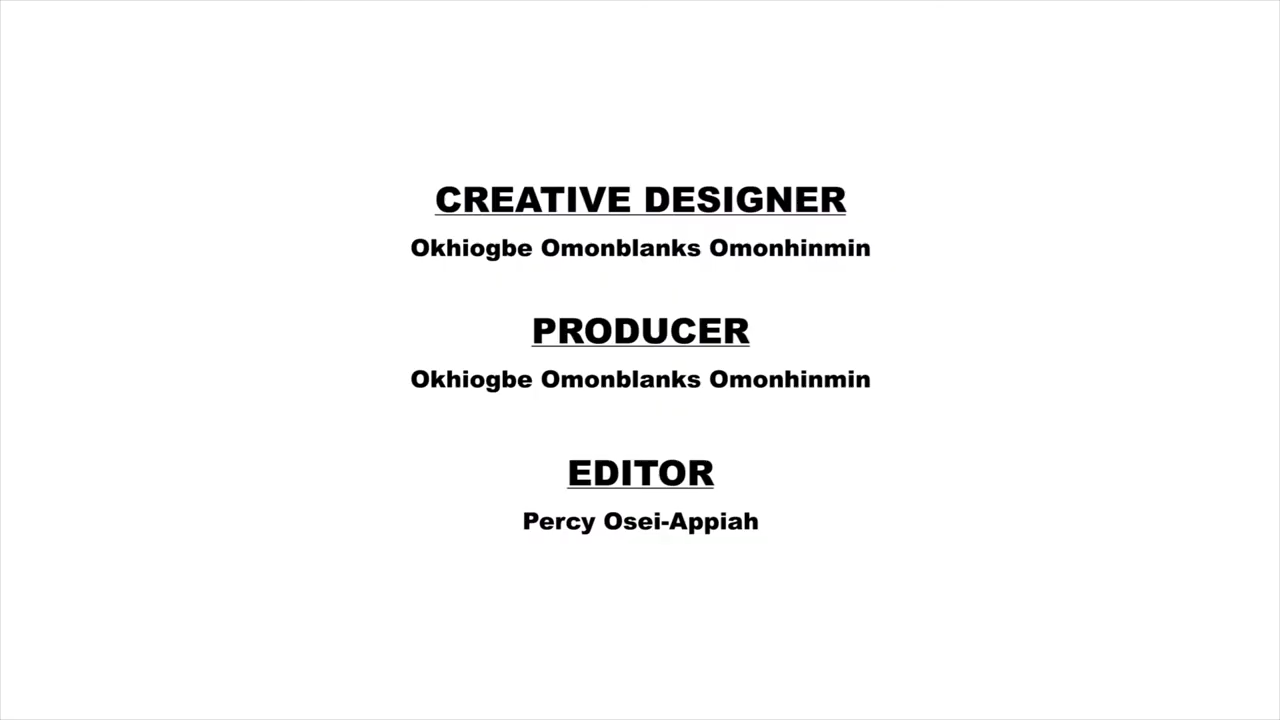 CREATIVE DESIGNER
Okhiogbe Omonblanks Omonhinmin
PRODUCER
Okhiogbe Omonblanks Omonhinmin
EDITOR
Percy Osei-Appiah